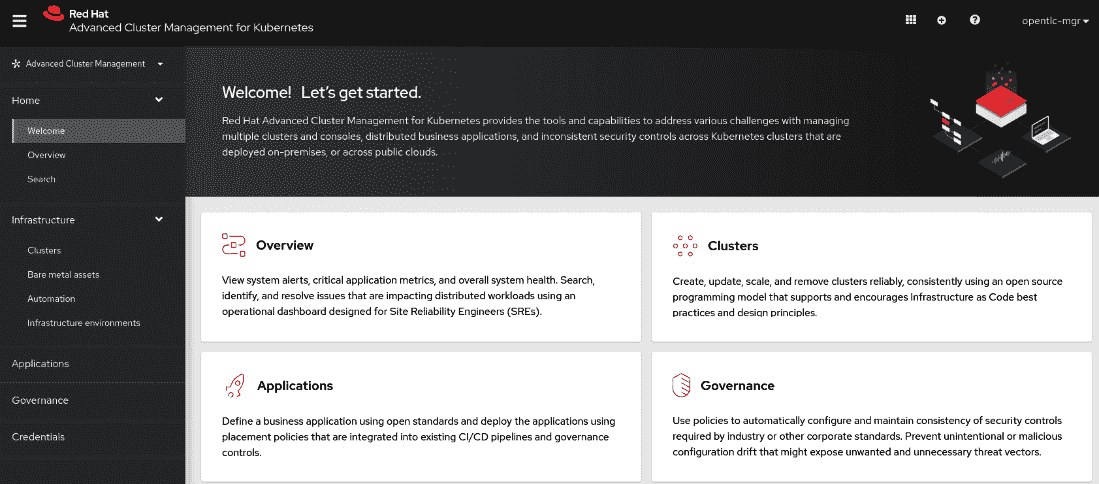 Red Hat
Advanced Cluster Management for Kubernetes
opentlc-mgr
Advanced Cluster Management
Home
Welcome
Overview
Search
Infrastructure
Clusters
Bare metal assets
Automation
Infrastructure environments
Applications
Governance
Credentials
Welcome! Let's get started.
Red Hat Advanced Cluster Management for Kubernetes provides the tools and capabilities to address various challenges with managing
multiple clusters and consoles, distributed business applications, and inconsistent security controls across Kubernetes clusters that are
deployed on-premises, or across public clouds.
Overview
View system alerts, critical application metrics, and overall system health. Search,
identify, and resolve issues that are impacting distributed workloads using an
operational dashboard designed for Site Reliability Engineers (SREs).
Clusters
Create, update, scale, and remove clusters reliably, consistently using an open source
programming model that supports and encourages Infrastructure as Code best
practices and design principles.
Applications
Define a business application using open standards and deploy the applications using
placement policies that are integrated into existing CI/CD pipelines and governance
controls.
Governance
Use policies to automatically configure and maintain consistency of security controls
required by industry or other corporate standards. Prevent unintentional or malicious
configuration drift that might expose unwanted and unnecessary threat vectors.